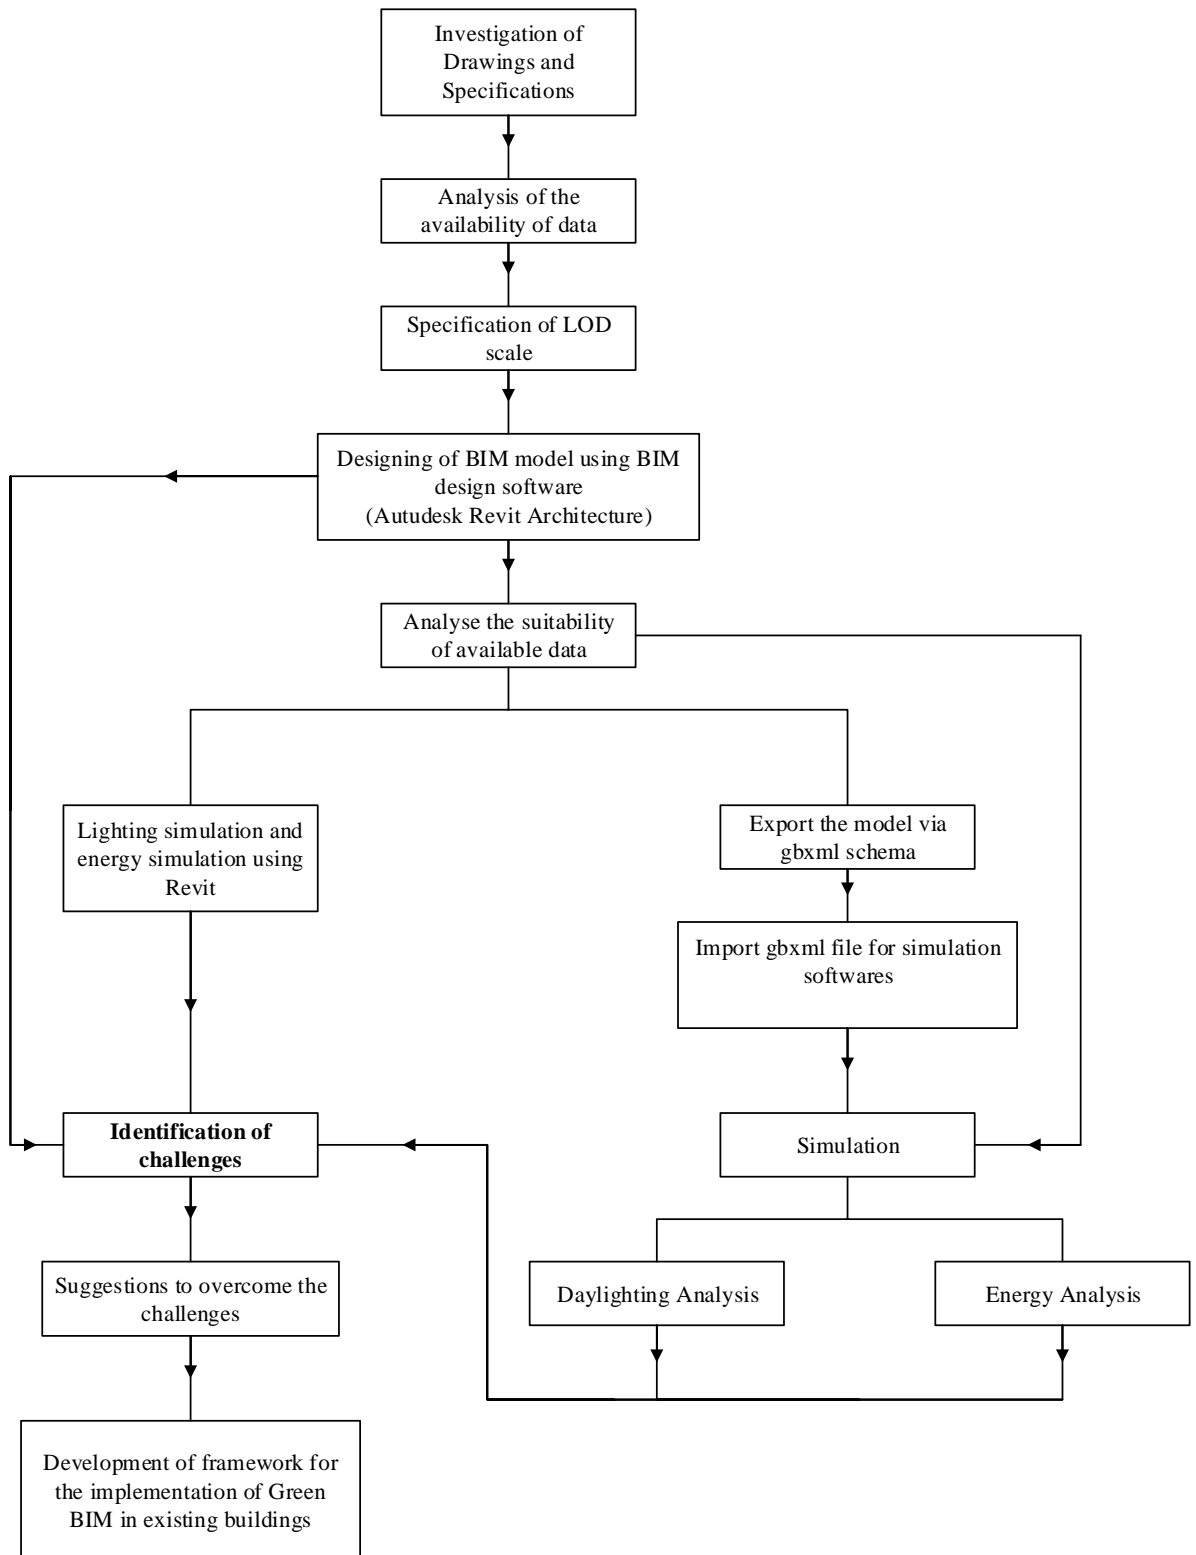 Investigation of
Drawings and
Specifications
Analysis of the
availability of data
Specification of LOD
scale
Designing of BIM model using BIM
design software
(Autudesk Revit Architecture)
Analyse the suitability
of available data
Lighting simulation and
energy simulation using
Revit
Export the model via
gbxml schema
Import gbxml file for simulation
softwares
Identification of
challenges
Simulation
Suggestions to overcome the
challenges
Daylighting Analysis
Energy Analysis
Development of framework for
the implementation of Green
BIM in existing buildings